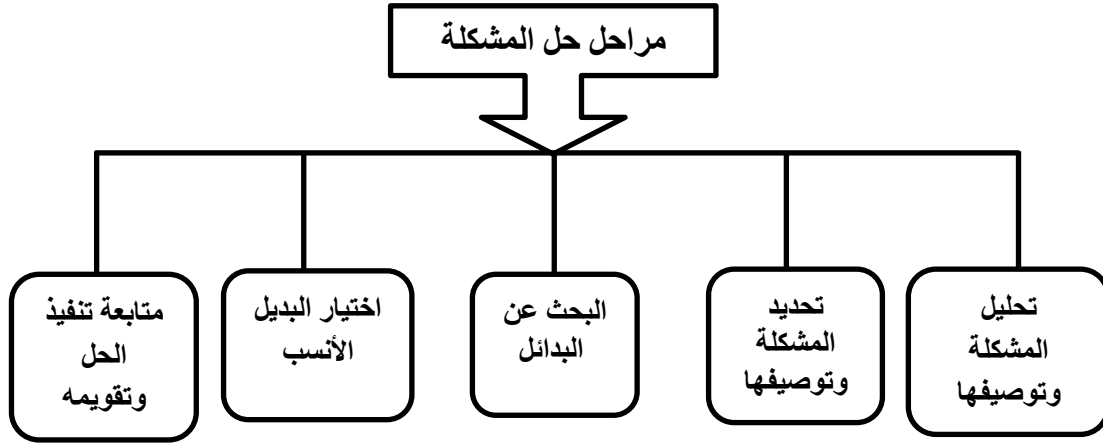 مراحل حل المشكلة
تحليل
المشكلة
وتوصيفها
تحديد
المشكلة
وتوصيفها
البحث عن
البدائل
اختيار البديل
الأنسب
متابعة تنفيذ
الحل
وتقويمه